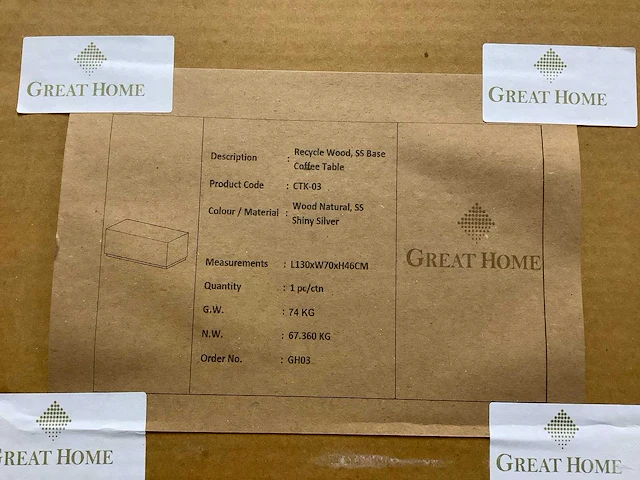 GREAT HOME
GREAT HOME
Description : Recycle Wood, SS Base
Coffee Table
Product Code : CTK-03
Colour / Material : Wood Natural, SS
Shiny Silver
GREAT HOME
Measurements : L130xW70xH46CM
Quantity : 1 pc/ctn
G.W. : 74 KG
N.W. : 67.360 KG
Order No. : GH03
GREAT HOME
GREAT HOME